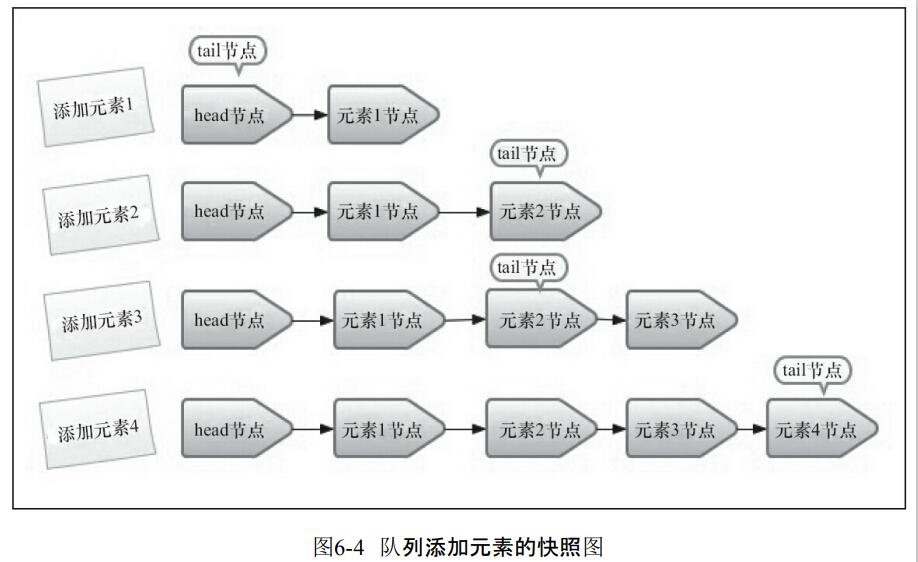 tail节点
添加元素1
head节点
元素1节点
tail节点
添加元素2
head节点
元素1节点
元素2节点
tail节点
添加元素3
head节点
元素1节点
元素2节点
元素3节点
tail节点
添加元素4
head节点
元素1节点
元素2节点
元素3节点
元素4节点
图6-4 队列添加元素的快照图